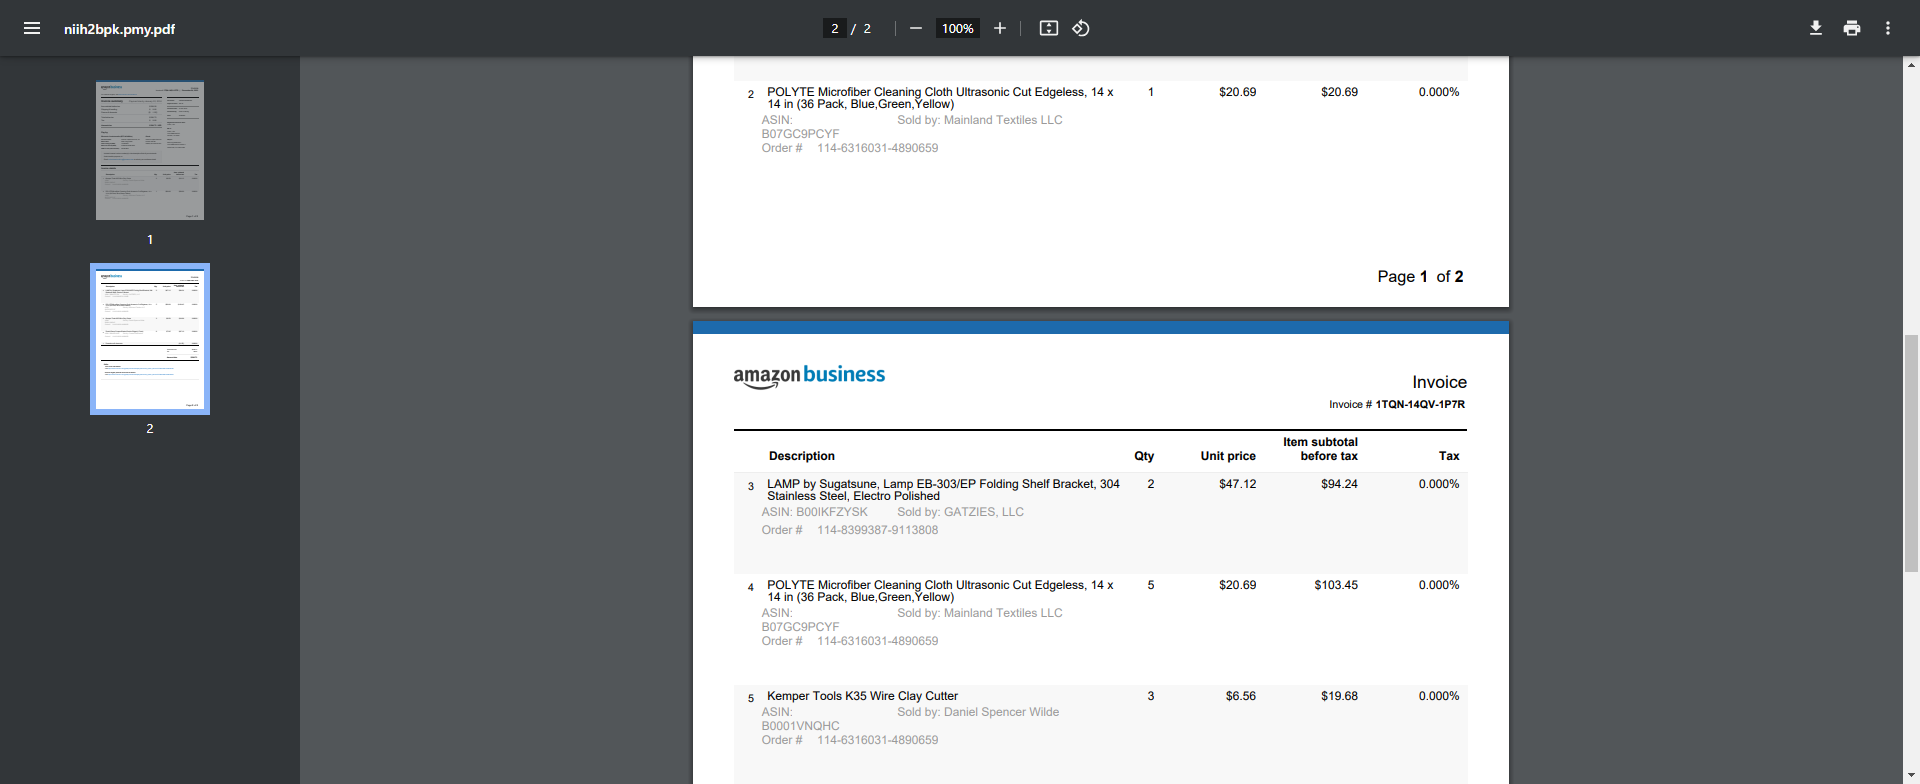 niih2bpk.pmy.pdf
2 / 2
100%
1
2
2 POLYTE Microfiber Cleaning Cloth Ultrasonic Cut Edgeless, 14 x 1 $20.69 $20.69 0.000%
14 in (36 Pack, Blue,Green,Yellow)
ASIN: Sold by: Mainland Textiles LLC
B07GC9PCYF
Order # 114-6316031-4890659
Page 1 of 2
amazon business
Invoice
Invoice # 1TQN-14QV-1P7R
Item subtotal
Description Qty Unit price before tax Tax
3 LAMP by Sugatsune, Lamp EB-303/EP Folding Shelf Bracket, 304 2 $47.12 $94.24 0.000%
Stainless Steel, Electro Polished
ASIN: B00IKFZYSK Sold by: GATZIES, LLC
Order # 114-8399387-9113808
4 POLYTE Microfiber Cleaning Cloth Ultrasonic Cut Edgeless, 14 x 5 $20.69 $103.45 0.000%
14 in (36 Pack, Blue,Green,Yellow)
ASIN: Sold by: Mainland Textiles LLC
B07GC9PCYF
Order # 114-6316031-4890659
5 Kemper Tools K35 Wire Clay Cutter 3 $6.56 $19.68 0.000%
ASIN: Sold by: Daniel Spencer Wilde
B0001VNQHC
Order # 114-6316031-4890659